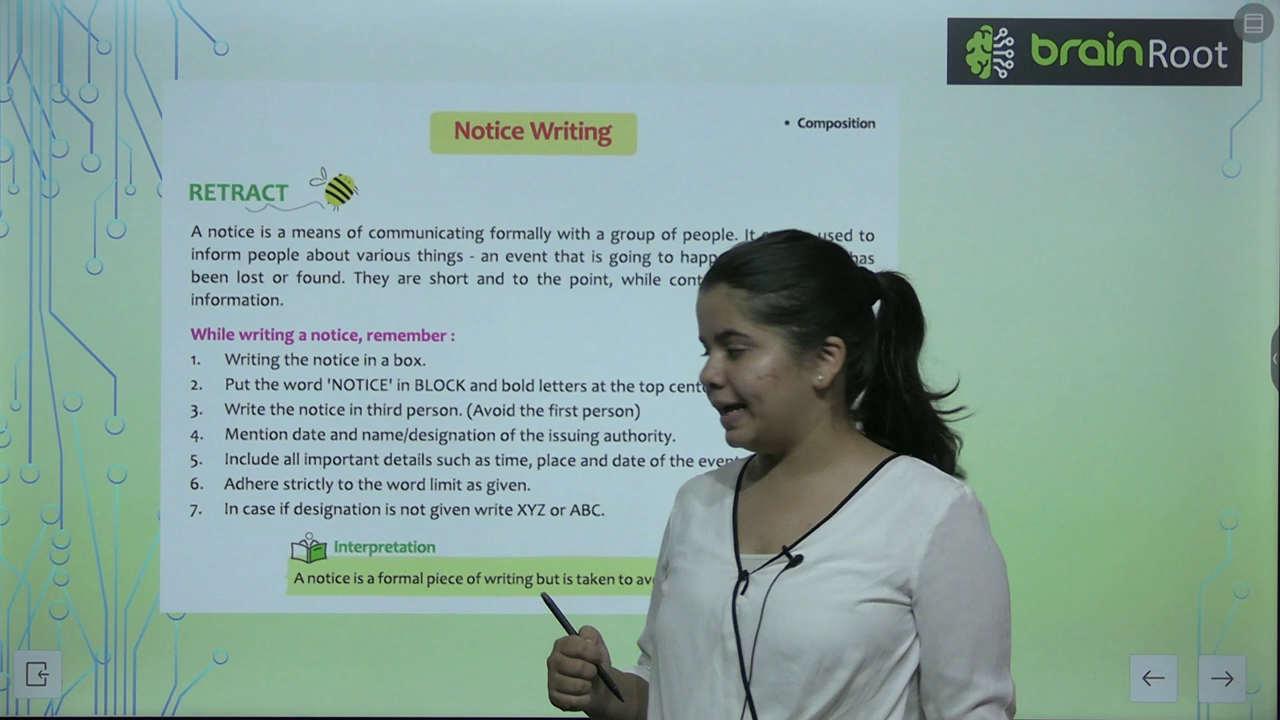 brainRoot
Notice Writing
• Composition
RETRACT
A notice is a means of communicating formally with a group of people. It used to
inform people about various things - an event that is going to has
been lost or found. They are short and to the point, while
information.
While writing a notice, remember :
1. Writing the notice in a box.
2. Put the word 'NOTICE' in BLOCK and bold letters at the top
3. Write the notice in third person. (Avoid the first person)
4. Mention date and name/designation of the issuing authority.
5. Include all important details such as time, place and date of the
6. Adhere strictly to the word limit as given.
7. In case if designation is not given write XYZ or ABC.
Interpretation
A notice is a formal piece of writing but is taken to